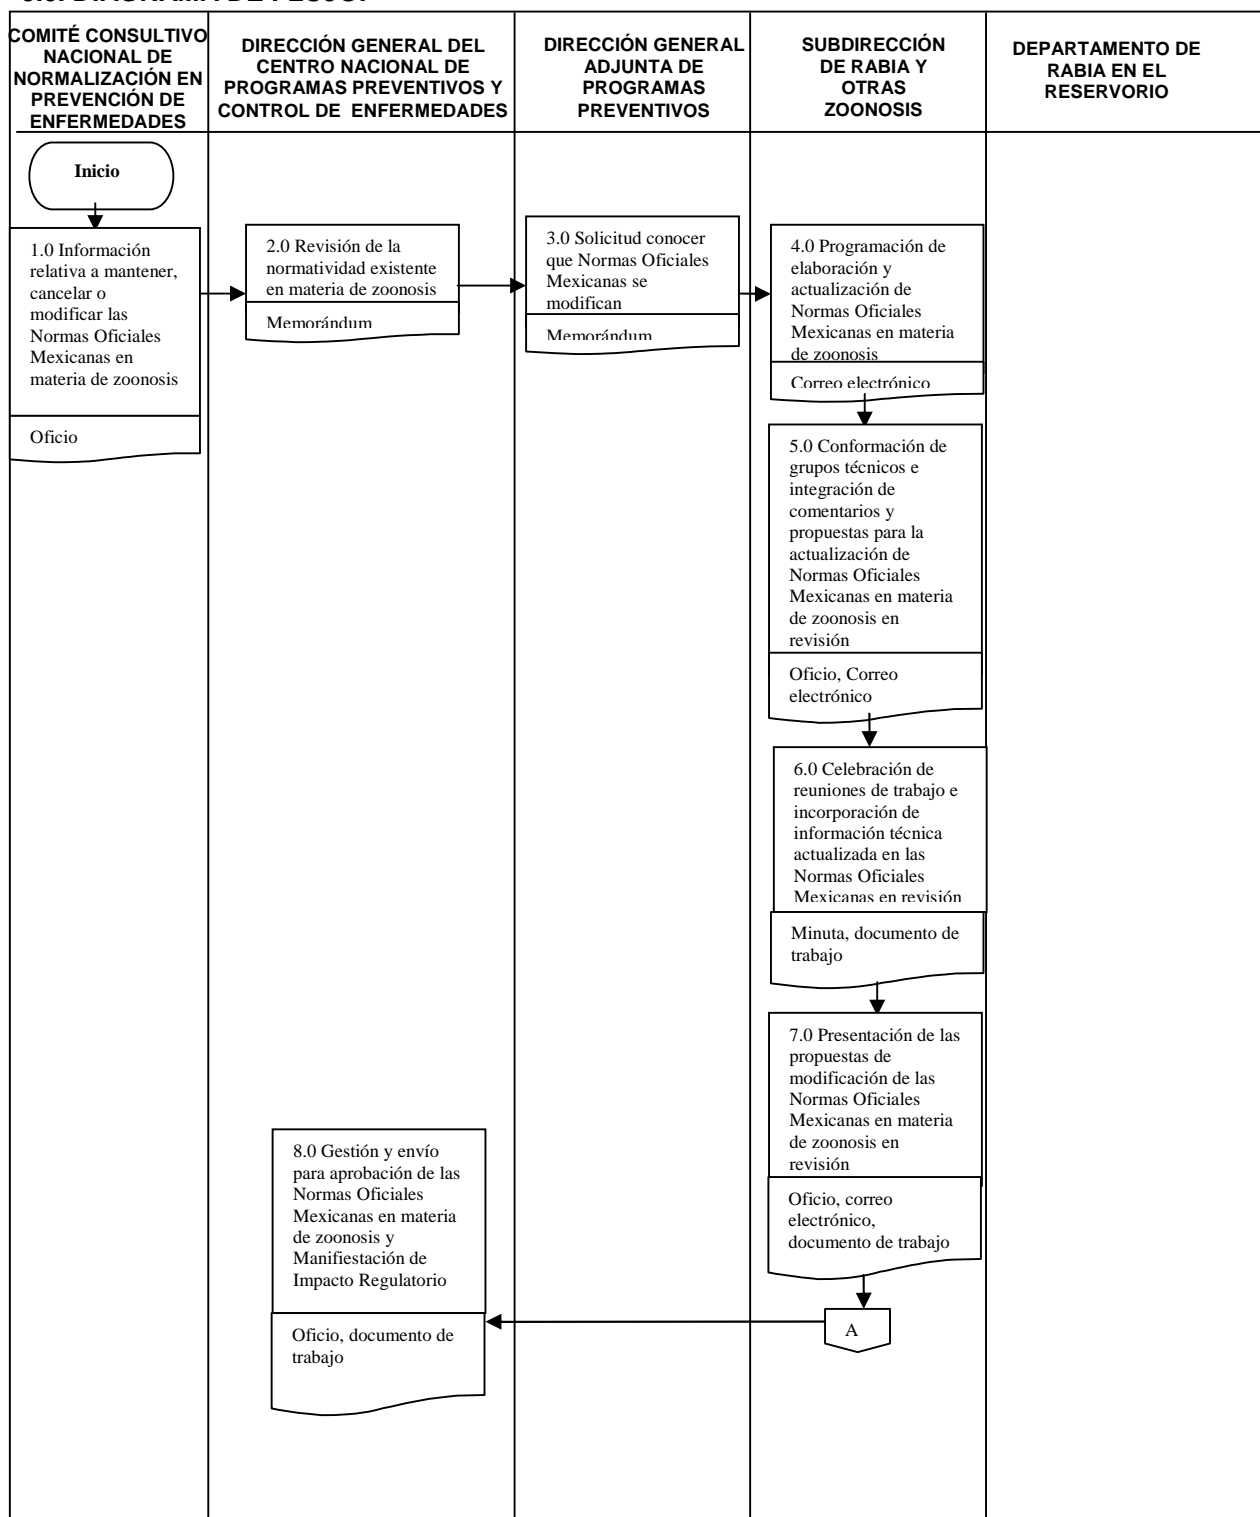 COMITÉ CONSULTIVO
NACIONAL DE
NORMALIZACIÓN EN
PREVENCIÓN DE
ENFERMEDADES
DIRECCIÓN GENERAL DEL
CENTRO NACIONAL DE
PROGRAMAS PREVENTIVOS Y
CONTROL DE ENFERMEDADES
DIRECCIÓN GENERAL
ADJUNTA DE
PROGRAMAS
PREVENTIVOS
SUBDIRECCIÓN
DE RABIA Y
OTRAS
ZOONOSIS
DEPARTAMENTO DE
RABIA EN EL
RESERVORIO
Inicio
1.0 Información
relativa a mantener,
cancelar o
modificar las
Normas Oficiales
Mexicanas en
materia de zoonosis
Oficio
2.0 Revisión de la
normatividad existente
en materia de zoonosis
Memorándum
3.0 Solicitud conocer
que Normas Oficiales
Mexicanas se
modifican
Memorándum
4.0 Programación de
elaboración y
actualización de
Normas Oficiales
Mexicanas en materia
de zoonosis
Correo electrónico
5.0 Conformación de
grupos técnicos e
integración de
comentarios y
propuestas para la
actualización de
Normas Oficiales
Mexicanas en materia
de zoonosis en
revisión
Oficio, Correo
electrónico
6.0 Celebración de
reuniones de trabajo e
incorporación de
información técnica
actualizada en las
Normas Oficiales
Mexicanas en revisión
Minuta, documento de
trabajo
7.0 Presentación de las
propuestas de
modificación de las
Normas Oficiales
Mexicanas en materia
de zoonosis en
revisión
Oficio, correo
electrónico,
documento de trabajo
A
8.0 Gestión y envío
para aprobación de las
Normas Oficiales
Mexicanas en materia
de zoonosis y
Manifiestación de
Impacto Regulatorio
Oficio, documento de
trabajo